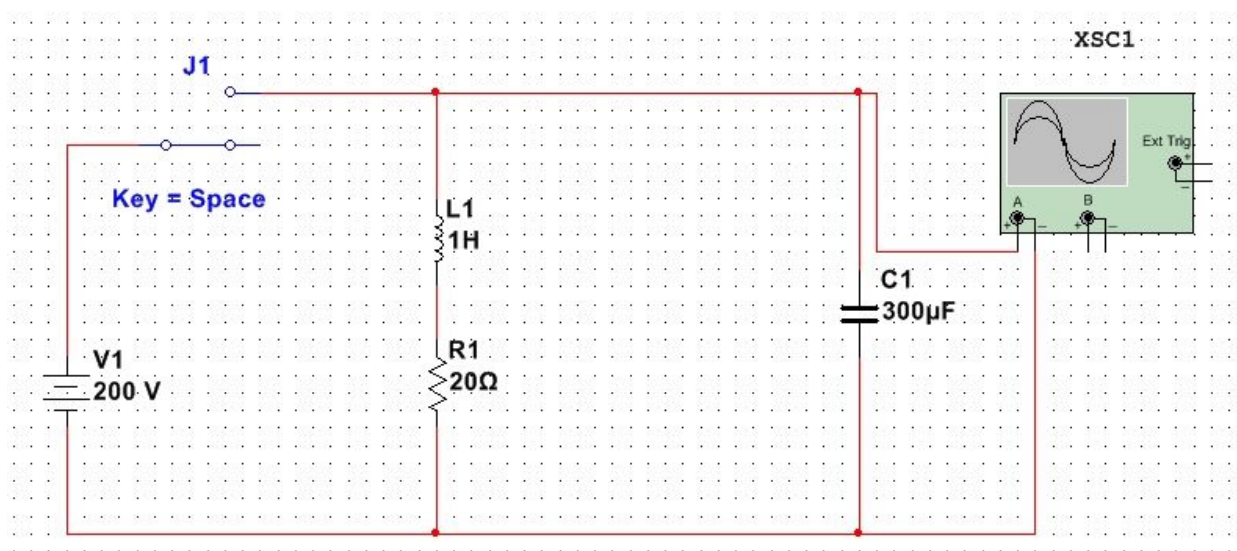 XSC1
J1
Ext Trig
+
−
Key = Space
A
B
+
−
+
−
L1
1H
C1
300µF
V1
200 V
R1
20Ω